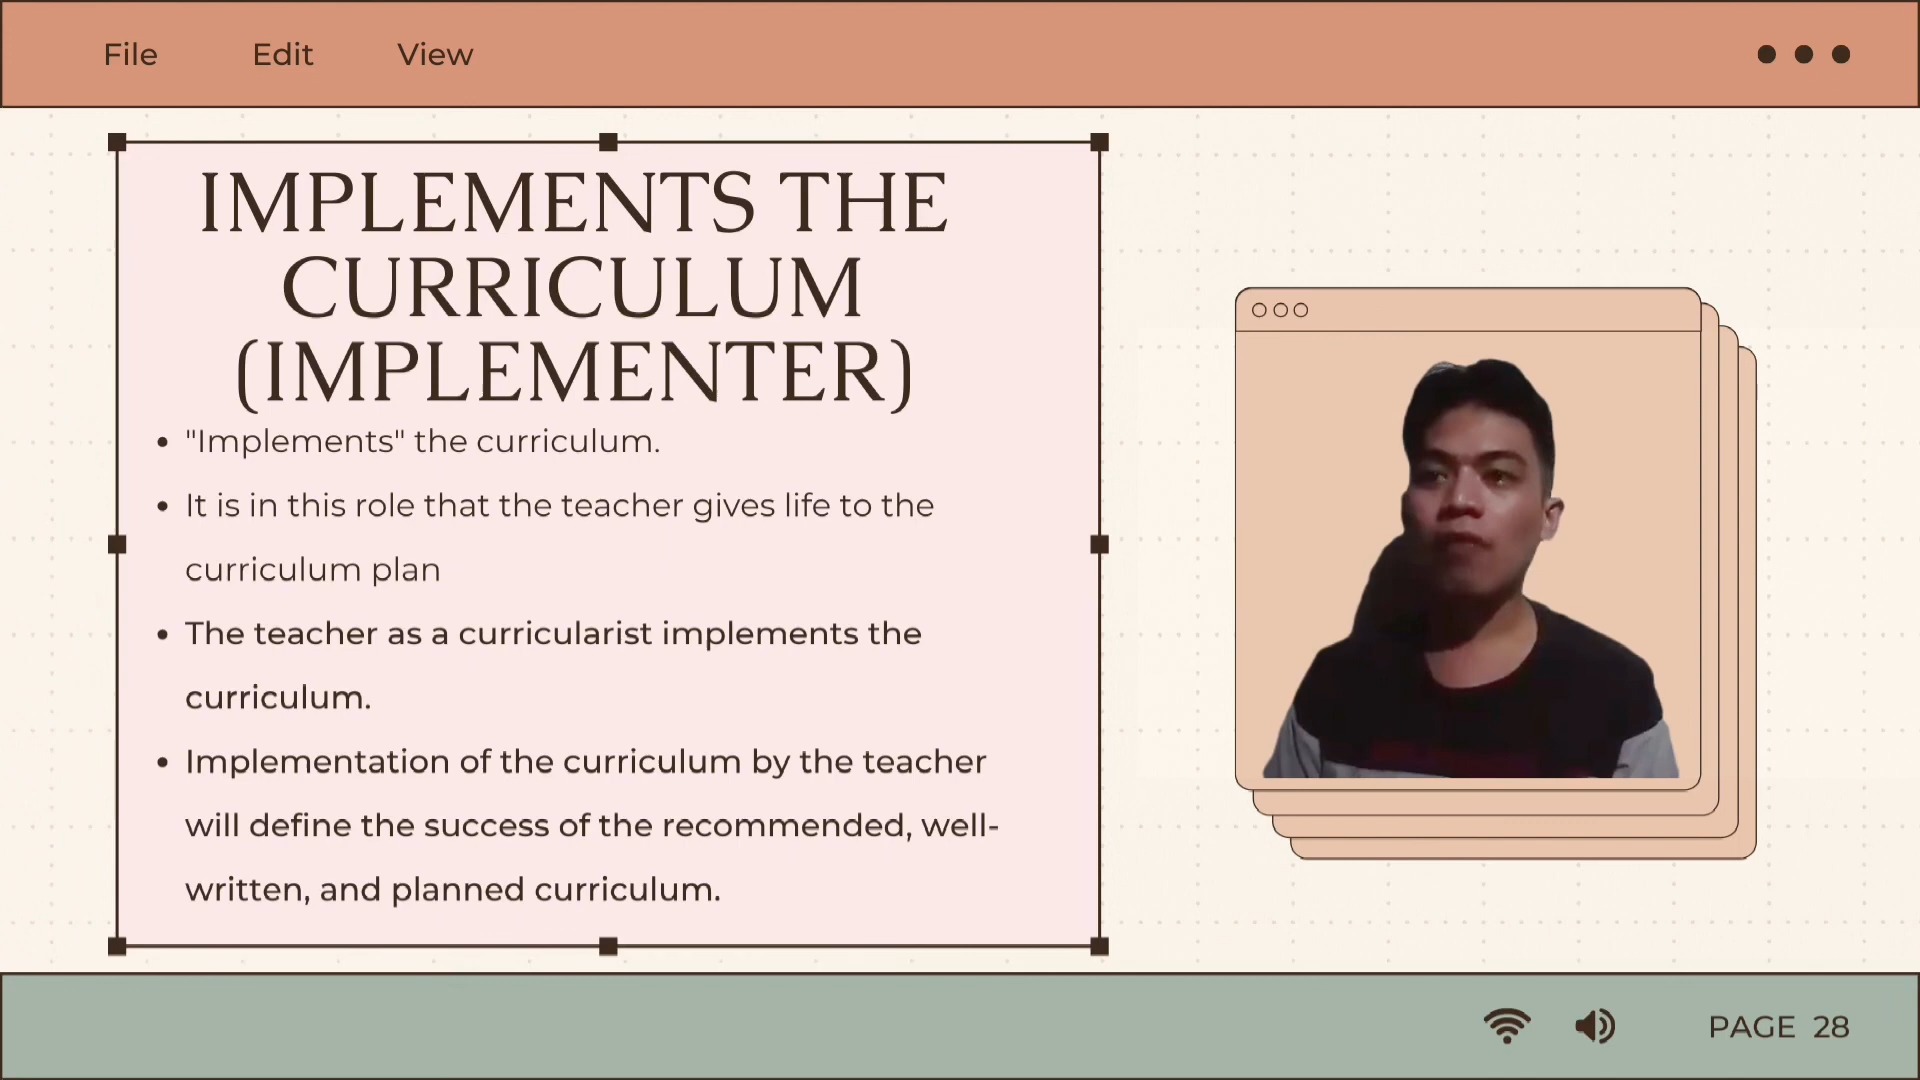 File Edit View
IMPLEMENTS THE
CURRICULUM
(IMPLEMENTER)
• "Implements" the curriculum.
• It is in this role that the teacher gives life to the
curriculum plan
• The teacher as a curricularist implements the
curriculum.
• Implementation of the curriculum by the teacher
will define the success of the recommended, well-
written, and planned curriculum.
PAGE 28